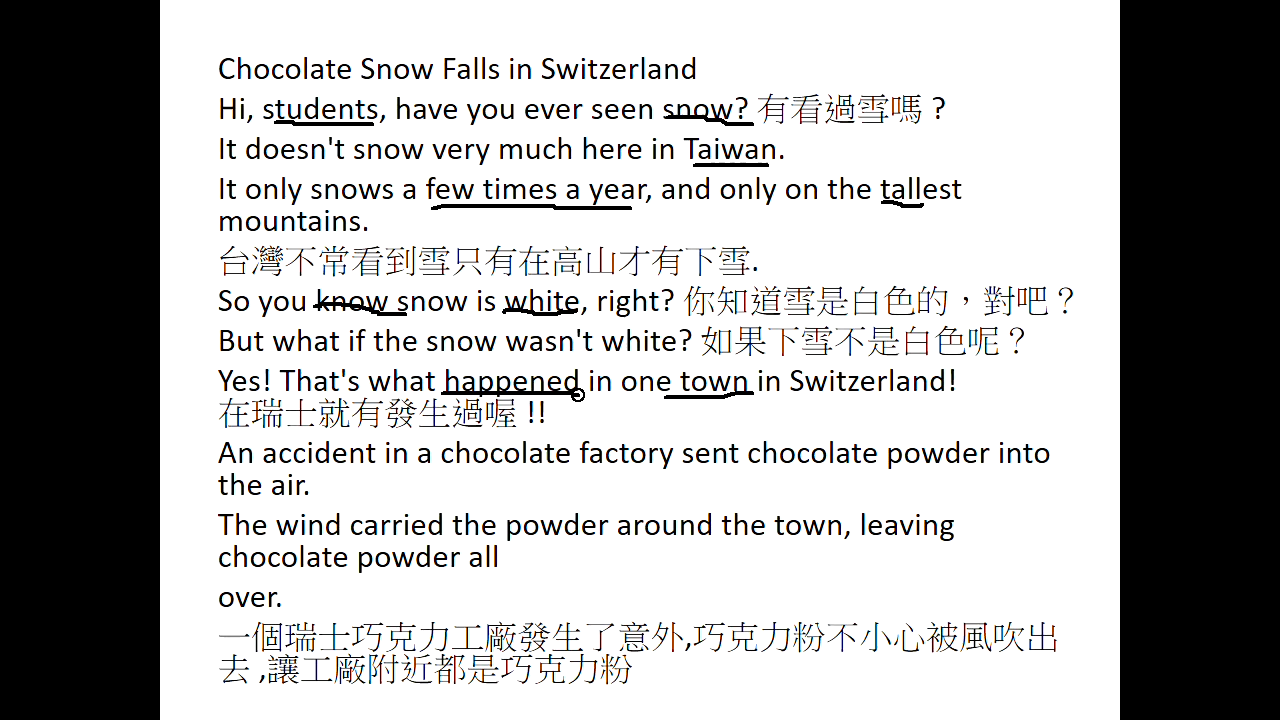 Chocolate Snow Falls in Switzerland
Hi, students, have you ever seen snow? 有看過雪嗎 ?
It doesn't snow very much here in Taiwan.
It only snows a few times a year, and only on the tallest
mountains.
台灣不常看到雪只有在高山才有下雪.
So you know snow is white, right? 你知道雪是白色的，對吧？
But what if the snow wasn't white? 如果下雪不是白色呢？
Yes! That's what happened in one town in Switzerland!
在瑞士就有發生過喔 !!
An accident in a chocolate factory sent chocolate powder into
the air.
The wind carried the powder around the town, leaving
chocolate powder all
over.
一個瑞士巧克力工廠發生了意外,巧克力粉不小心被風吹出
去 ,讓工廠附近都是巧克力粉